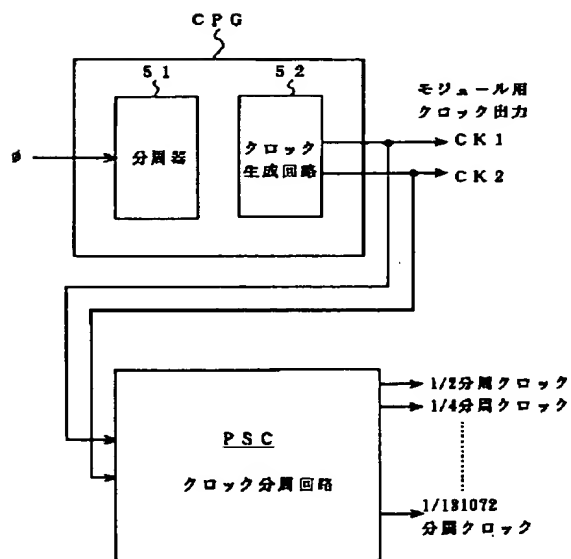 CPG
51
52
分周器
クロック
生成回路
モジュール用
クロック出力
CK1
CK2
φ
PSC
クロック分周回路
1/2分周クロック
1/4分周クロック
1/131072
分周クロック